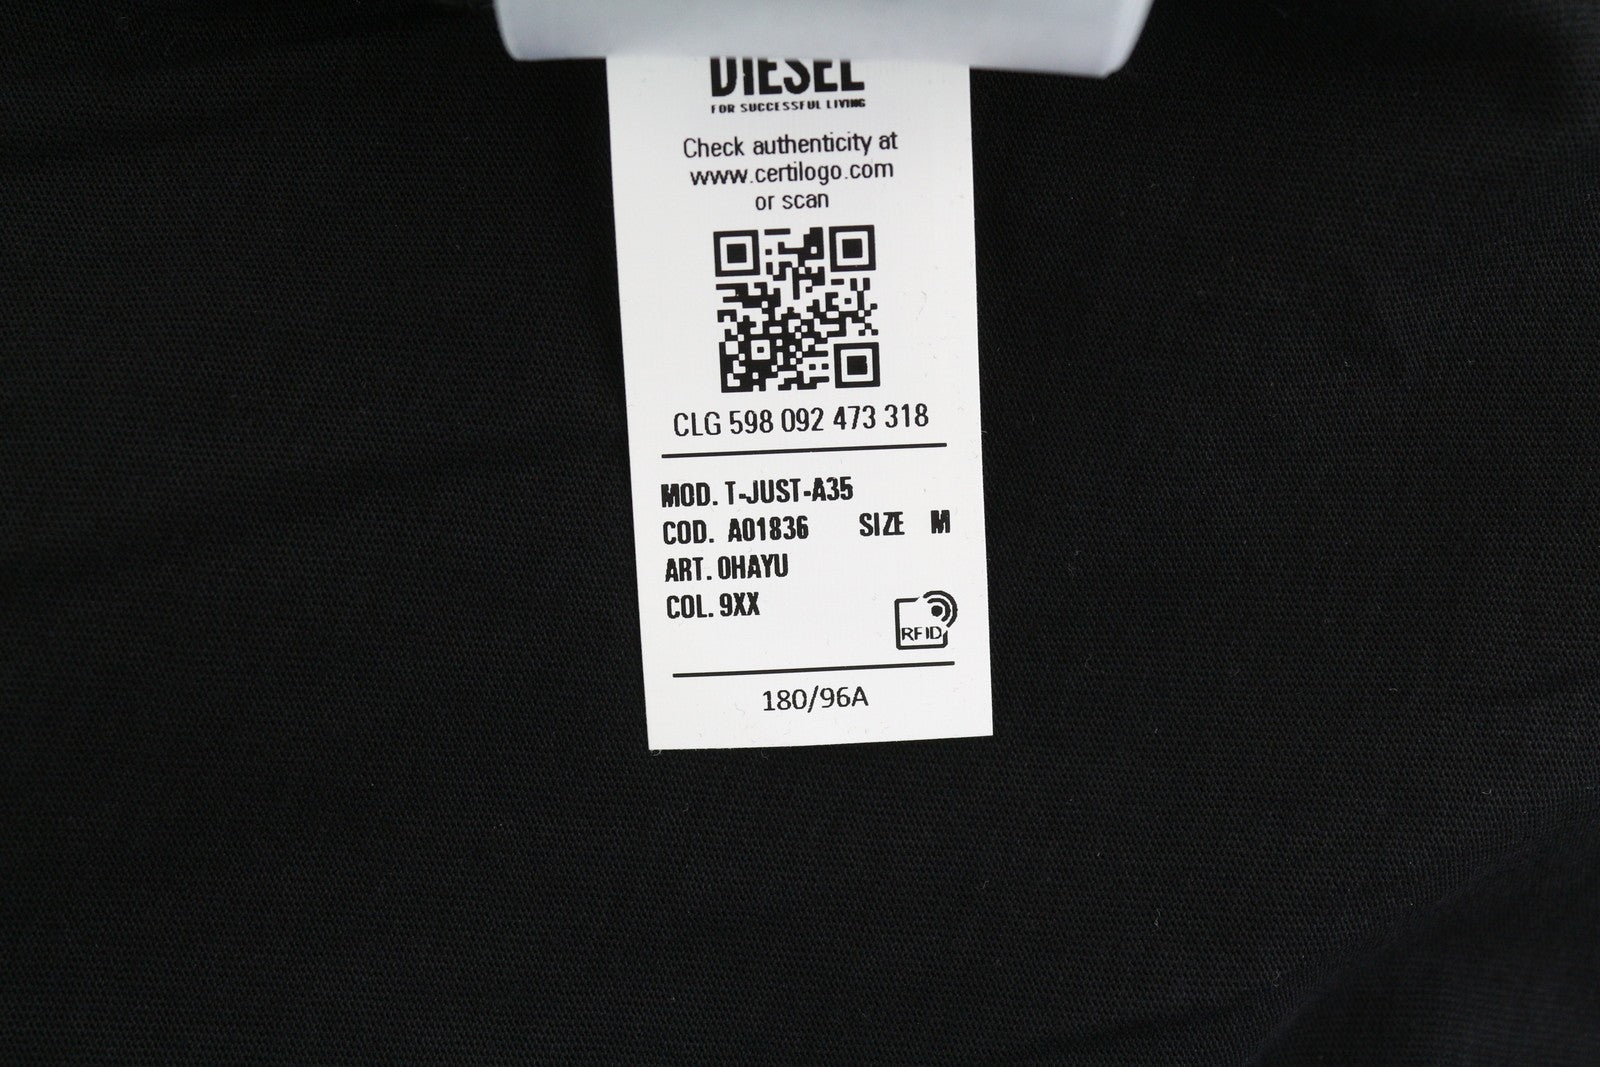 DIESEL
FOR SUCCESSFUL LIVING
Check authenticity at
www.certilogo.com
or scan
CLG 598 092 473 318
MOD. T-JUST-A35
COD. A01836 SIZE M
ART. 0HAYU
COL. 9XX
RFID
180/96A